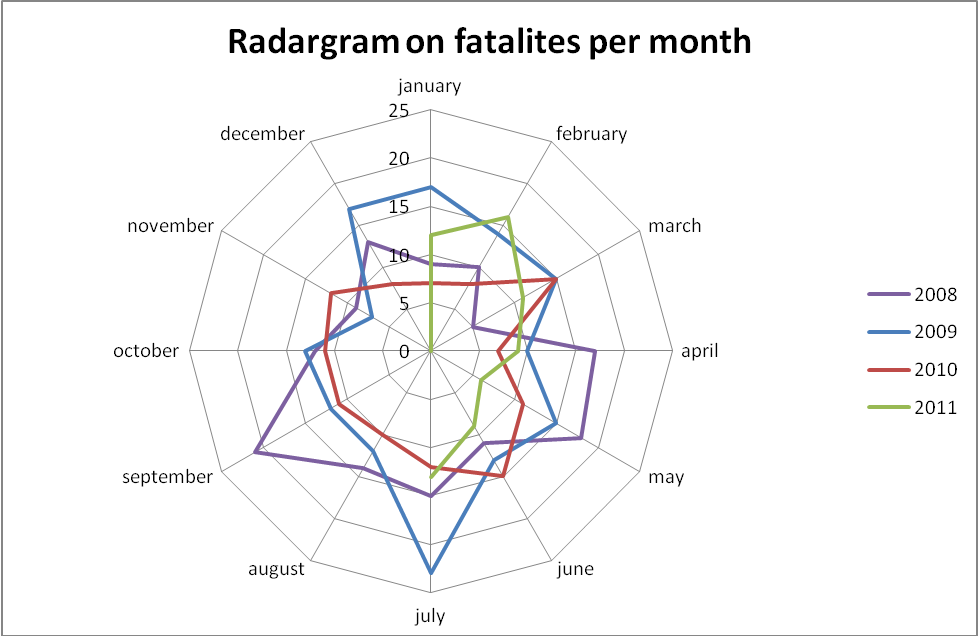 Radargram on fatalites per month
january
february
march
april
may
june
july
august
september
october
november
december
25
20
15
10
5
0
2008
2009
2010
2011